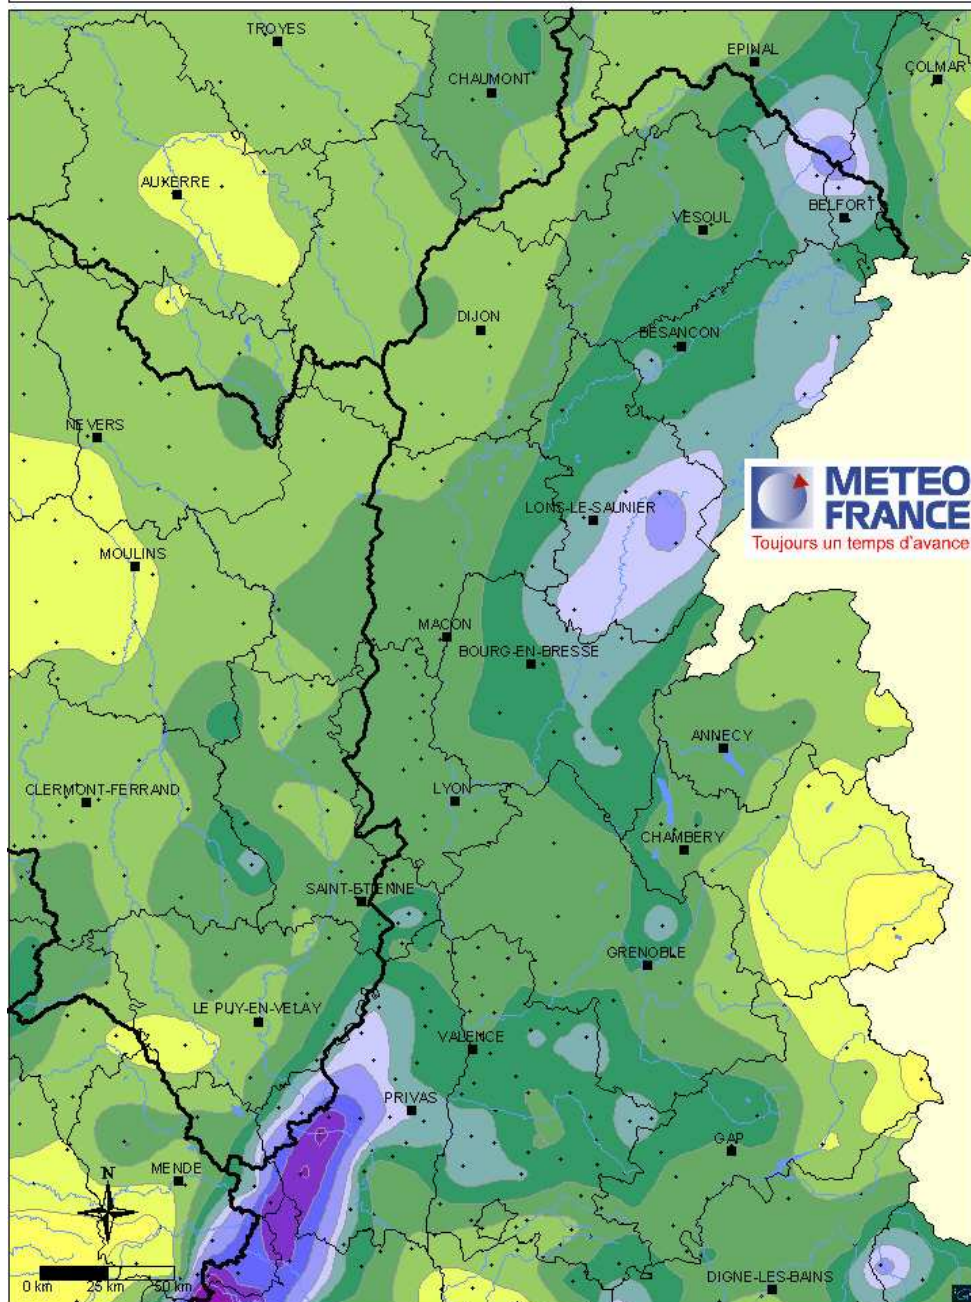 TROYES
EPINAL
COLMAR
CHAUMONT
AUXERRE
BELFORT
VESOUL
DIJON
BESANCON
NEVERS
METEO
FRANCE
Toujours un temps d'avance
LONS-LE-SAUNIER
MOULINS
MACON
BOURG-EN-BRESSE
ANNECY
CLERMONT-FERRAND
LYON
CHAMBERY
SAINT-ETIENNE
GRENOBLE
LE PUY-EN-VELAY
VALENCE
PRIVAS
GAP
MENDE
N
0 km 25 km 50 km
DIGNE-LES-BAINS